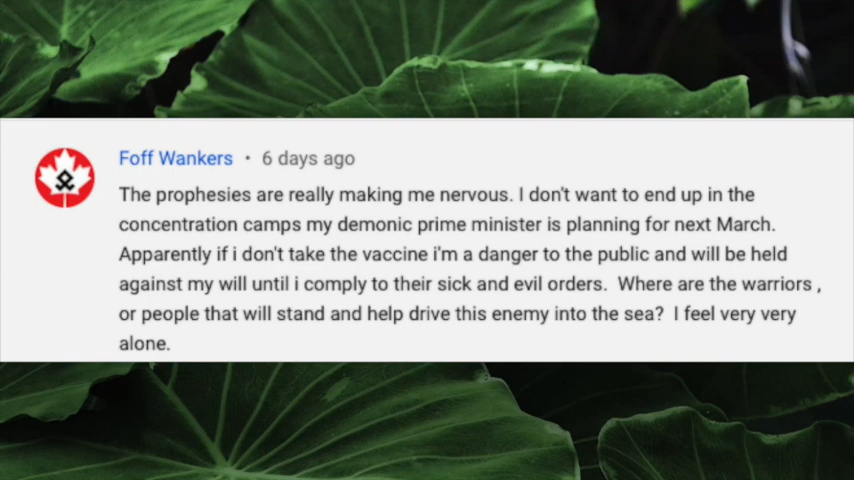 Foff Wankers • 6 days ago
The prophesies are really making me nervous. I don't want to end up in the
concentration camps my demonic prime minister is planning for next March.
Apparently if i don't take the vaccine i'm a danger to the public and will be held
against my will until i comply to their sick and evil orders.  Where are the warriors ,
or people that will stand and help drive this enemy into the sea?  I feel very very
alone.